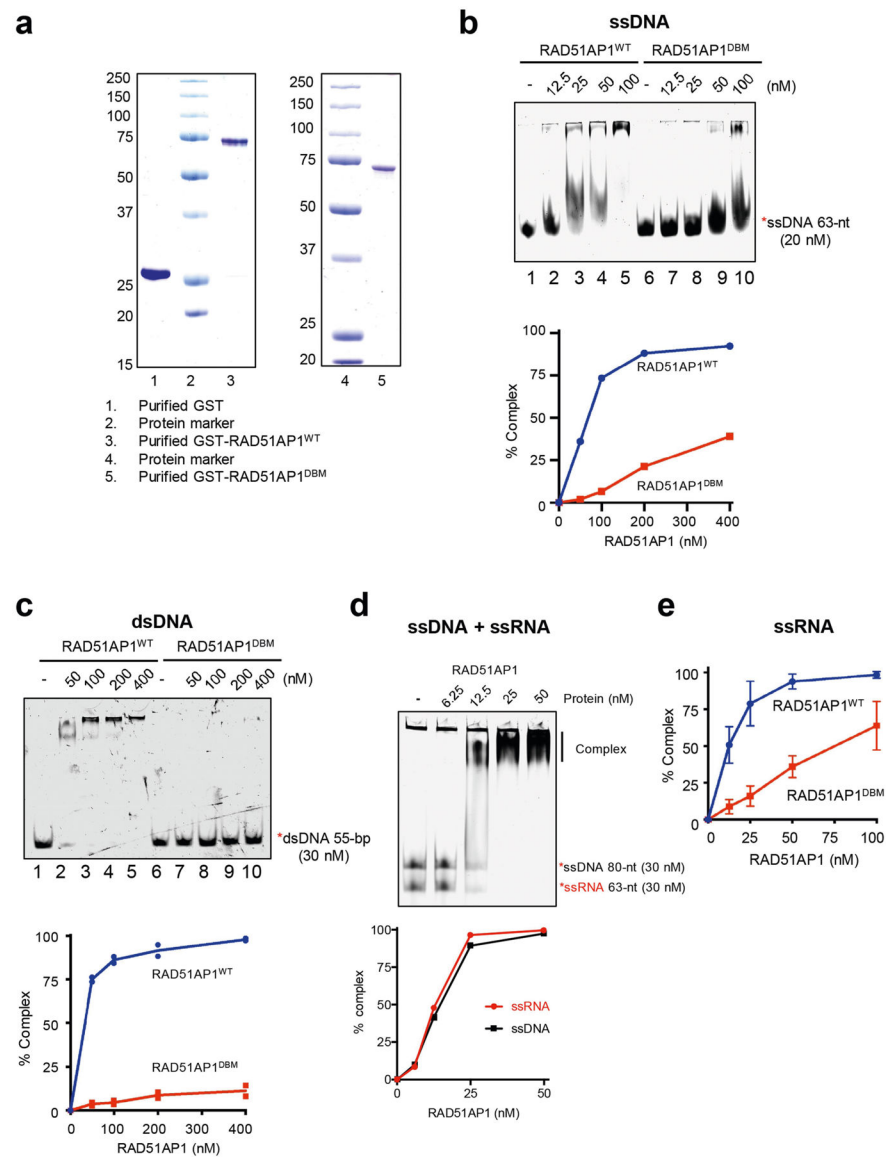 a
250
150
100
75
50
37
25
20
15
250
150
100
75
50
37
25
20
1 2 3
4 5
1. Purified GST
2. Protein marker
3. Purified GST-RAD51AP1WT
4. Protein marker
5. Purified GST-RAD51AP1DBM
b
ssDNA
RAD51AP1WT RAD51AP1DBM
- 12.5 25 50 100 - 12.5 25 50 100 (nM)
*ssDNA 63-nt
(20 nM)
1 2 3 4 5 6 7 8 9 10
100
75
50
25
0
% Complex
RAD51AP1WT
RAD51AP1DBM
0 100 200 300 400
RAD51AP1 (nM)
c
dsDNA
RAD51AP1WT RAD51AP1DBM
- 50 100 200 400 - 50 100 200 400 (nM)
*dsDNA 55-bp
(30 nM)
1 2 3 4 5 6 7 8 9 10
100
75
50
25
0
% Complex
RAD51AP1WT
RAD51AP1DBM
0 100 200 300 400
RAD51AP1 (nM)
d
ssDNA + ssRNA
RAD51AP1
- 6.25 12.5 25 50 Protein (nM)
Complex
*ssDNA 80-nt (30 nM)
*ssRNA 63-nt (30 nM)
100
75
50
25
0
% complex
ssRNA
ssDNA
0 25 50
RAD51AP1 (nM)
e
ssRNA
100
75
50
25
0
% Complex
RAD51AP1WT
RAD51AP1DBM
0 25 50 75 100
RAD51AP1 (nM)